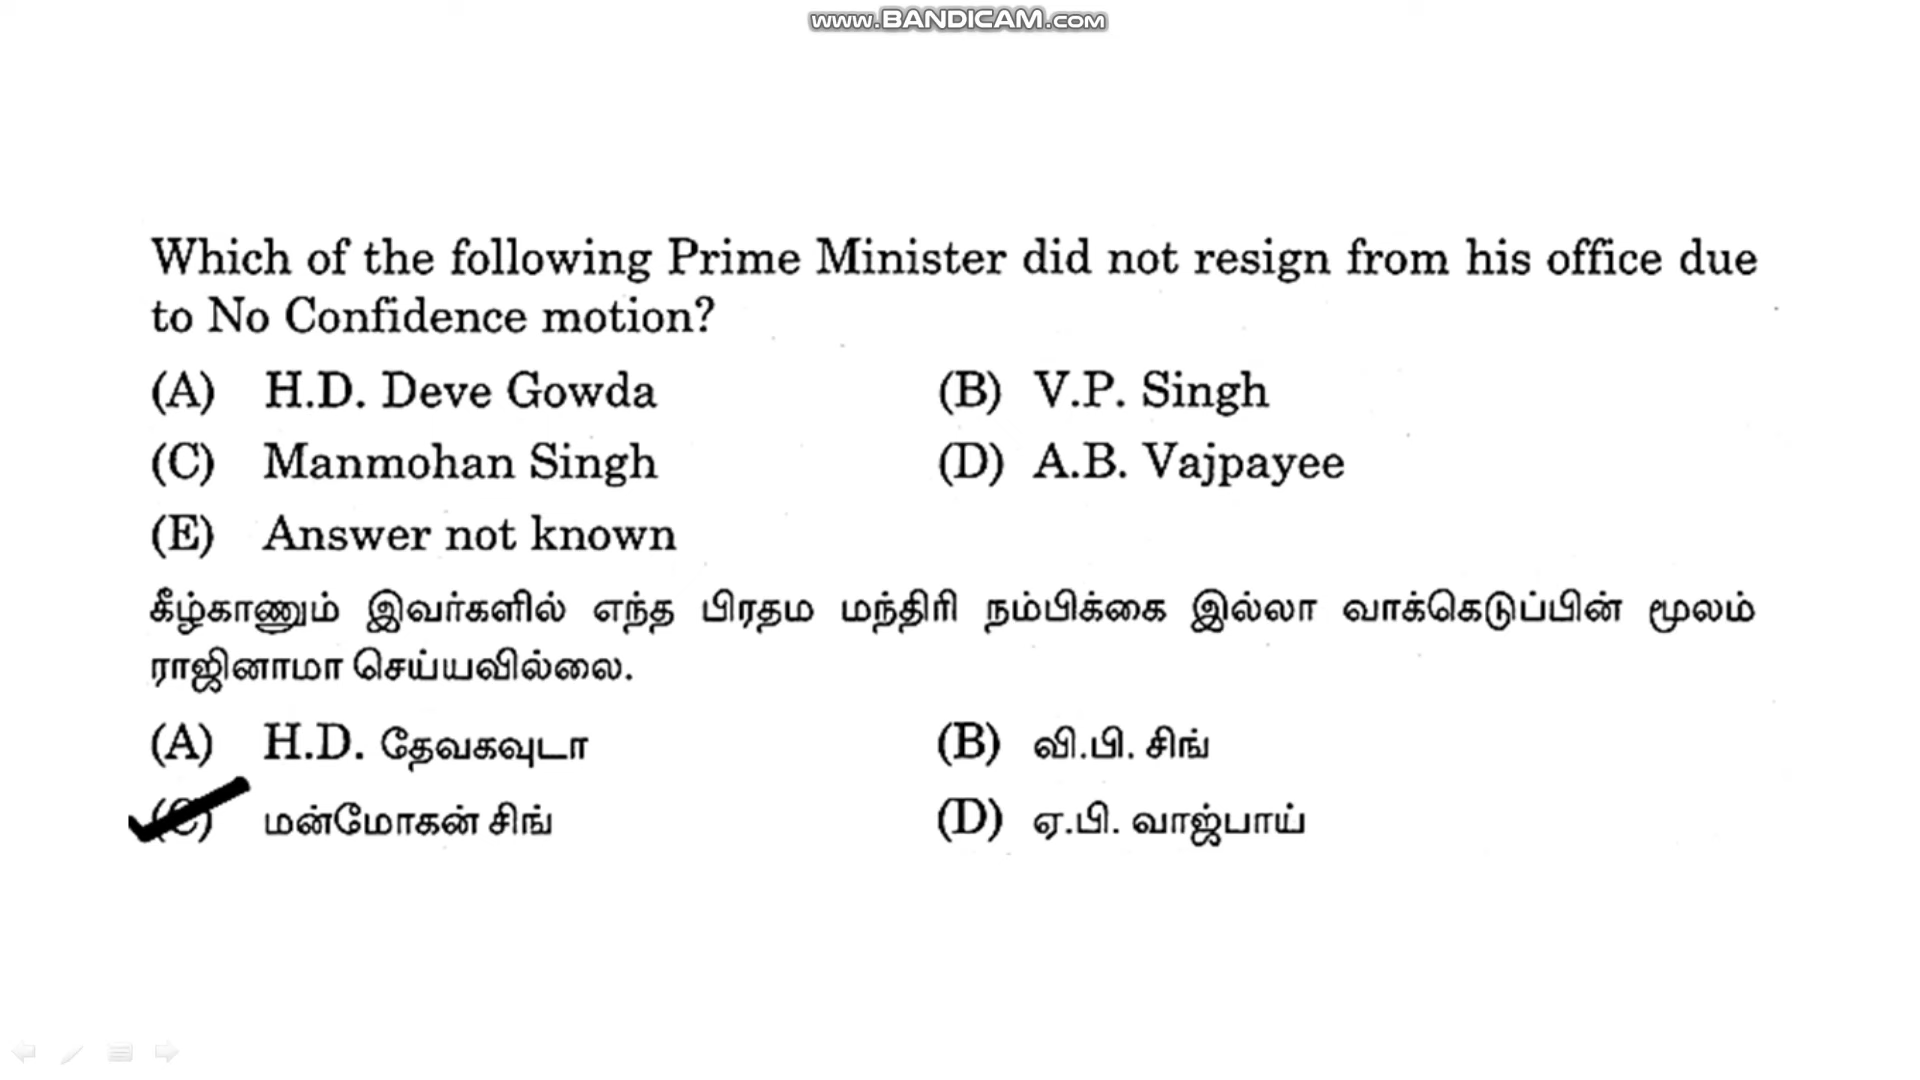 www.BANDICAM.com
Which of the following Prime Minister did not resign from his office due
to No Confidence motion?
(A) H.D. Deve Gowda (B) V.P. Singh
(C) Manmohan Singh (D) A.B. Vajpayee
(E) Answer not known
கீழ்காணும் இவர்களில் எந்த பிரதம மந்திரி நம்பிக்கை இல்லா வாக்கெடுப்பின் மூலம்
ராஜினாமா செய்யவில்லை.
(A) H.D. தேவகவுடா (B) வி.பி. சிங்
(C) மன்மோகன் சிங் (D) ஏ.பி. வாஜ்பாய்